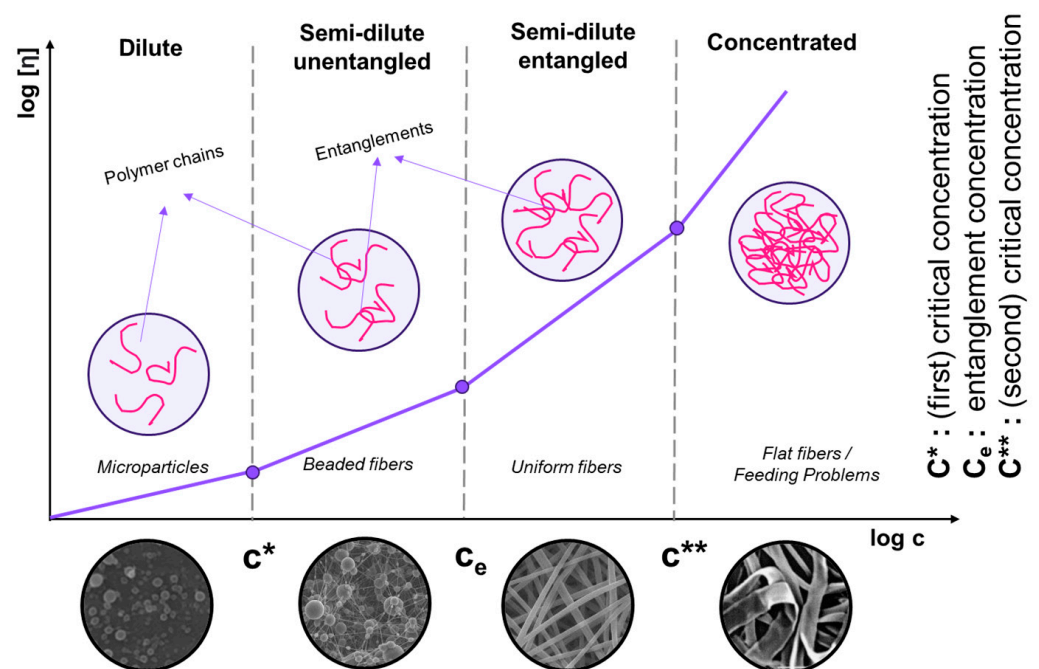 Dilute
Semi-dilute
unentangled
Semi-dilute
entangled
Concentrated
log [η]
Polymer chains
Entanglements
Microparticles
Beaded fibers
Uniform fibers
Flat fibers /
Feeding Problems
log c
c*
cₑ
c**
C* : (first) critical concentration
Cₑ : entanglement concentration
C** : (second) critical concentration